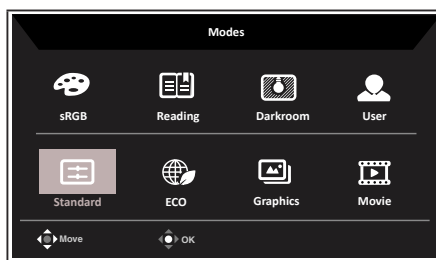 Modes
sRGB Reading Darkroom User
Standard ECO Graphics Movie
Move OK